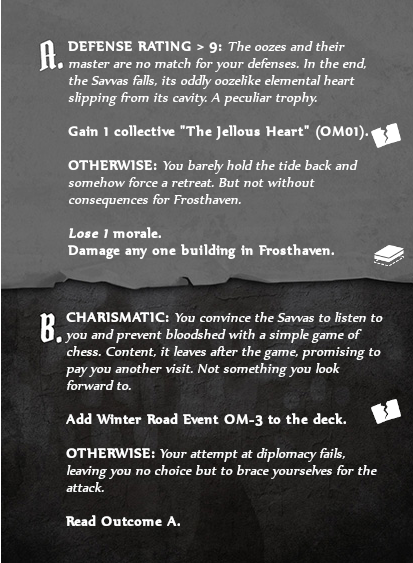 A. DEFENSE RATING > 9: The oozes and their
master are no match for your defenses. In the end,
the Savvas falls, its oddly oozelike elemental heart
slipping from its cavity. A peculiar trophy.
Gain 1 collective "The Jellous Heart" (OM01).
OTHERWISE: You barely hold the tide back and
somehow force a retreat. But not without
consequences for Frosthaven.
Lose 1 morale.
Damage any one building in Frosthaven.
B. CHARISMATIC: You convince the Savvas to listen to
you and prevent bloodshed with a simple game of
chess. Content, it leaves after the game, promising to
pay you another visit. Not something you look
forward to.
Add Winter Road Event OM-3 to the deck.
OTHERWISE: Your attempt at diplomacy fails,
leaving you no choice but to brace yourselves for the
attack.
Read Outcome A.